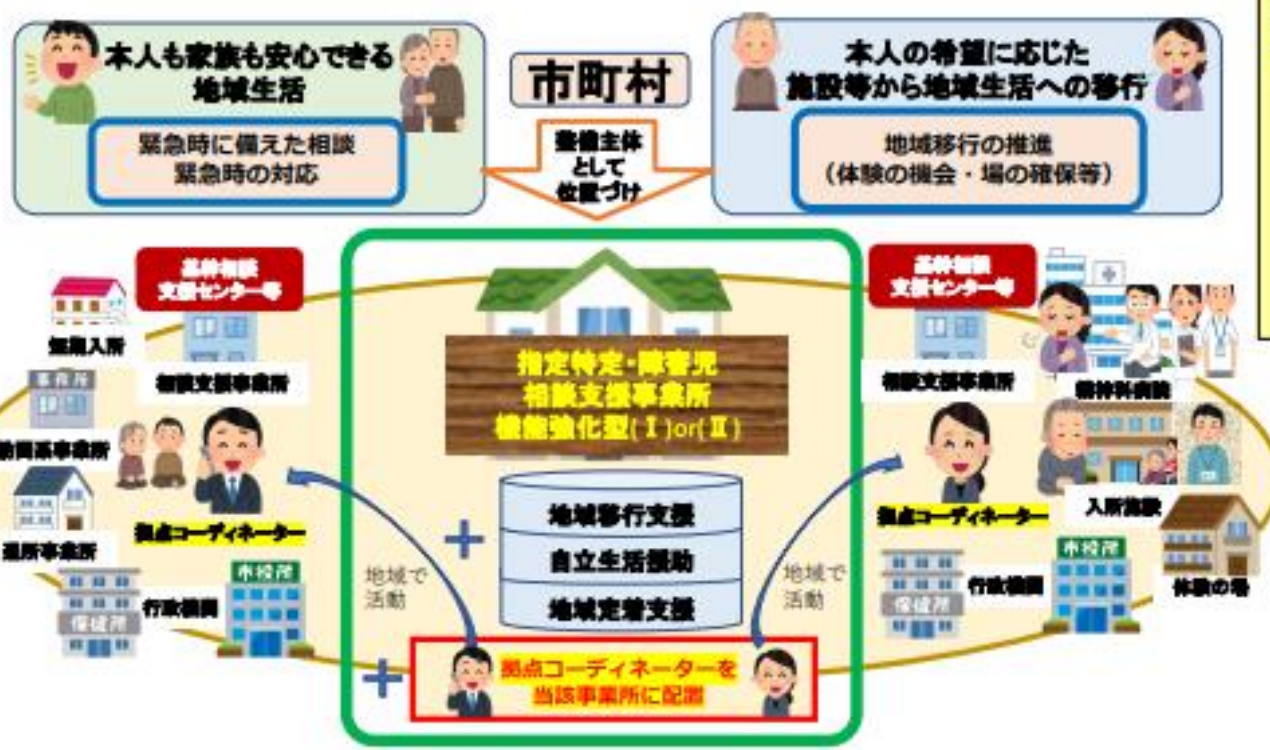 本人も家族も安心できる
地域生活
緊急時に備えた相談
緊急時の対応
市町村
整備主体
として
位置づけ
本人の希望に応じた
施設等から地域生活への移行
地域移行の推進
(体験の機会・場の確保等)
基幹相談
支援センター等
短期入所
相談支援事業所
事務所
訪問系事業所
通所事業所
拠点コーディネーター
行政機関
保健所
市役所
指定特定・障害児
相談支援事業所
機能強化型(Ⅰ)or(Ⅱ)
+
地域移行支援
自立生活援助
地域定着支援
地域で
活動
地域で
活動
+
拠点コーディネーターを
当該事業所に配置
基幹相談
支援センター等
相談支援事業所
精神科病院
拠点コーディネーター
入所施設
行政機関
保健所
市役所
体験の場